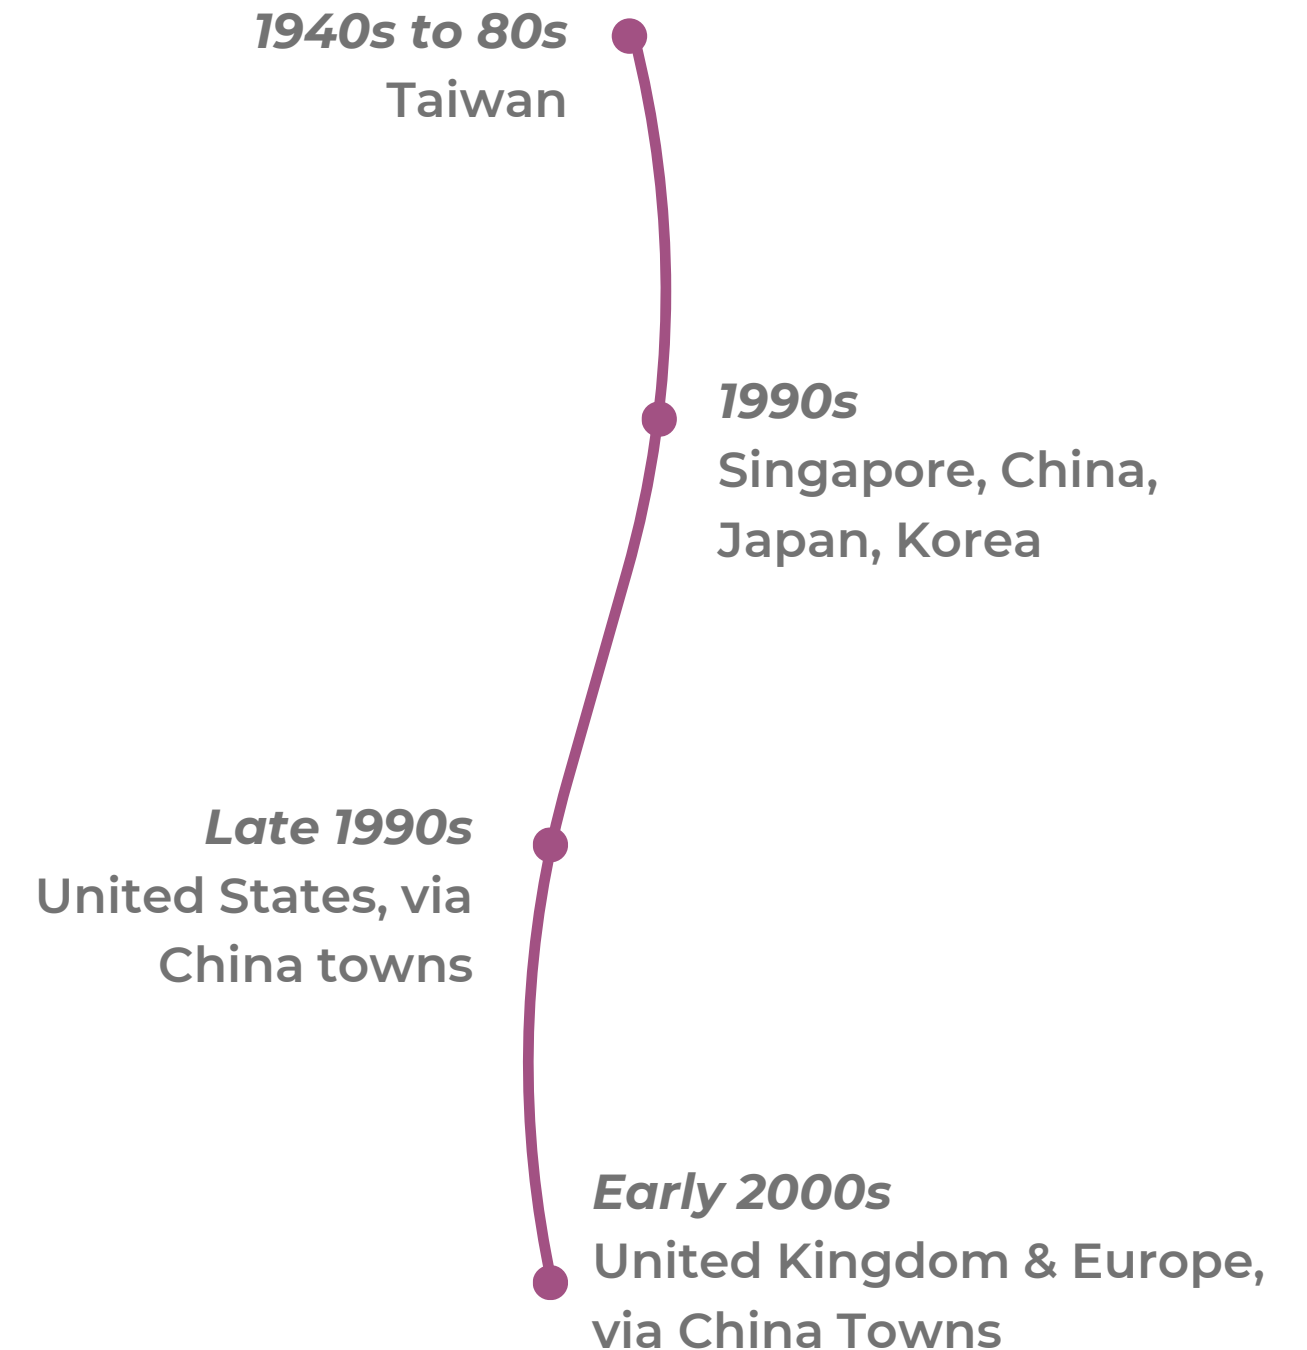 1940s to 80s
Taiwan
1990s
Singapore, China,
Japan, Korea
Late 1990s
United States, via
China towns
Early 2000s
United Kingdom & Europe,
via China Towns